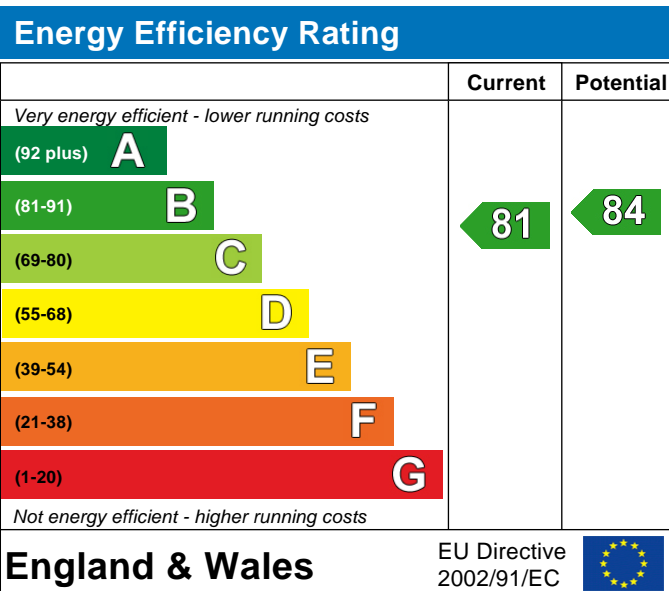 Energy Efficiency Rating
Current Potential
Very energy efficient - lower running costs
(92 plus) A
(81-91) B
81
84
(69-80) C
(55-68) D
(39-54) E
(21-38) F
(1-20) G
Not energy efficient - higher running costs
England & Wales
EU Directive
2002/91/EC